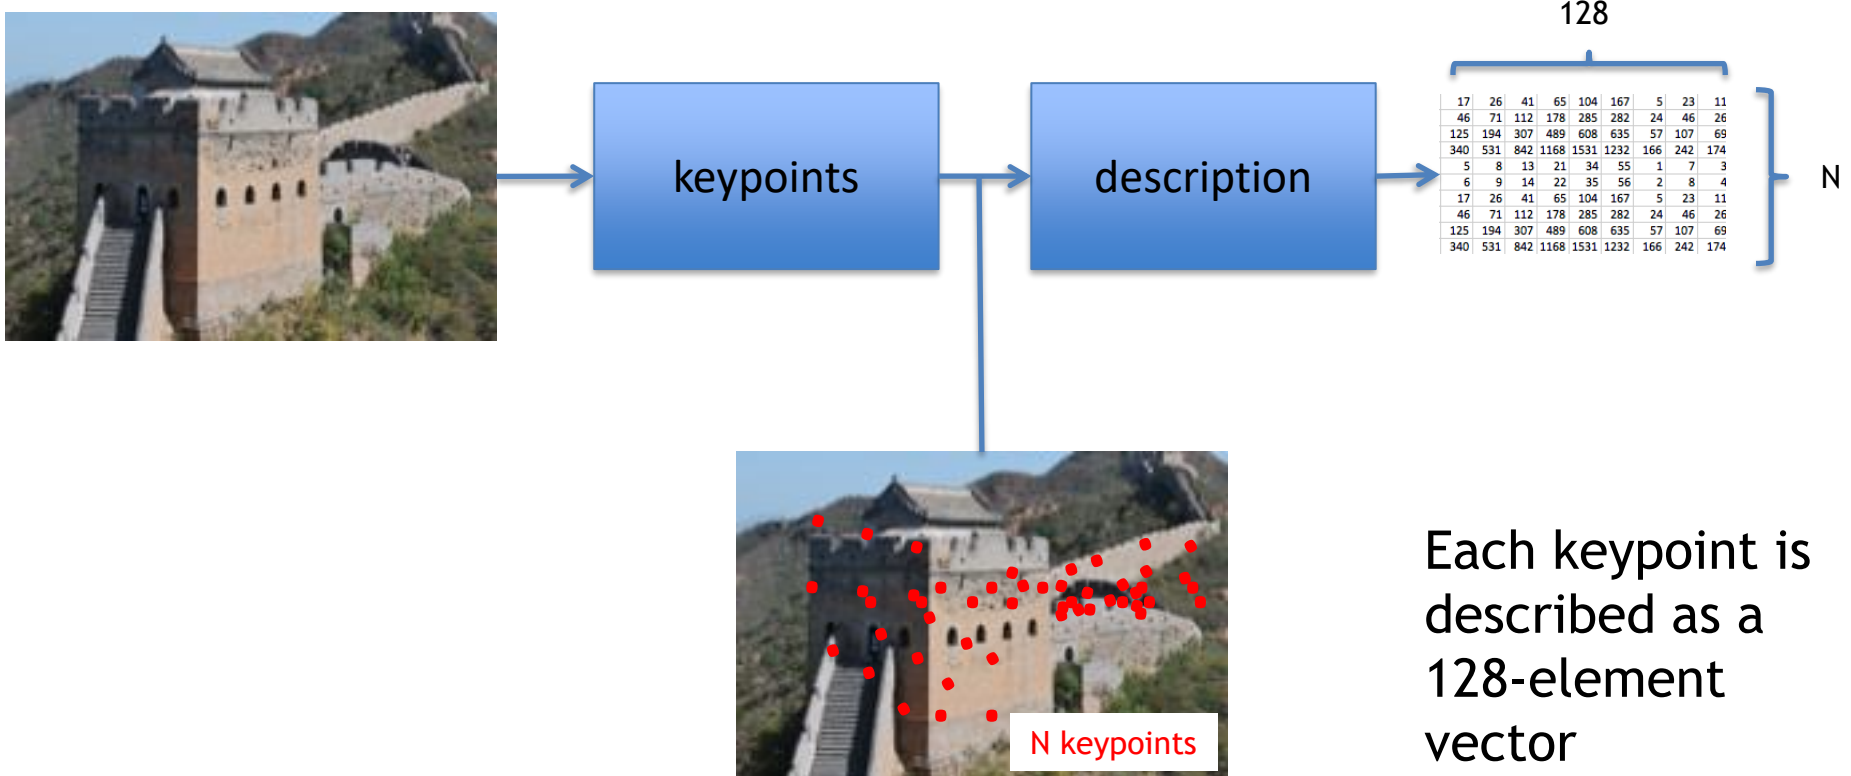 128
keypoints
description
17 26 41 65 104 167 5 23 11
46 71 112 178 285 282 24 46 26
125 194 307 489 608 635 57 107 69
340 531 842 1168 1531 1232 166 242 174
5 8 13 21 34 55 1 7 3
6 9 14 22 35 56 2 8 4
17 26 41 65 104 167 5 23 11
46 71 112 178 285 282 24 46 26
125 194 307 489 608 635 57 107 69
340 531 842 1168 1531 1232 166 242 174
N
N keypoints
Each keypoint is
described as a
128-element
vector